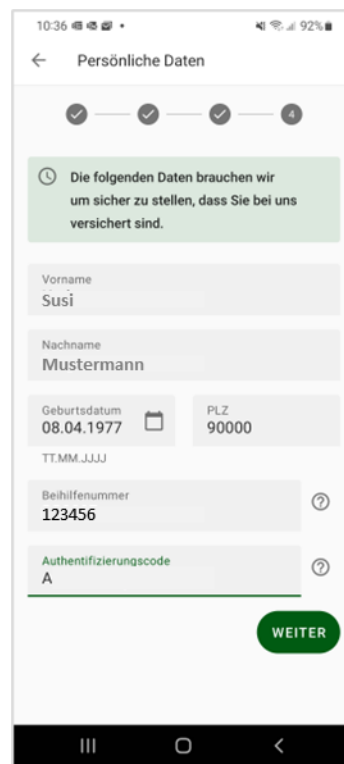 10:36 92%
Persönliche Daten
4
Die folgenden Daten brauchen wir
um sicher zu stellen, dass Sie bei uns
versichert sind.
Vorname
Susi
Nachname
Mustermann
Geburtsdatum PLZ
08.04.1977 90000
TT.MM.JJJJ
Beihilfenummer
123456
Authentifizierungscode
A
WEITER